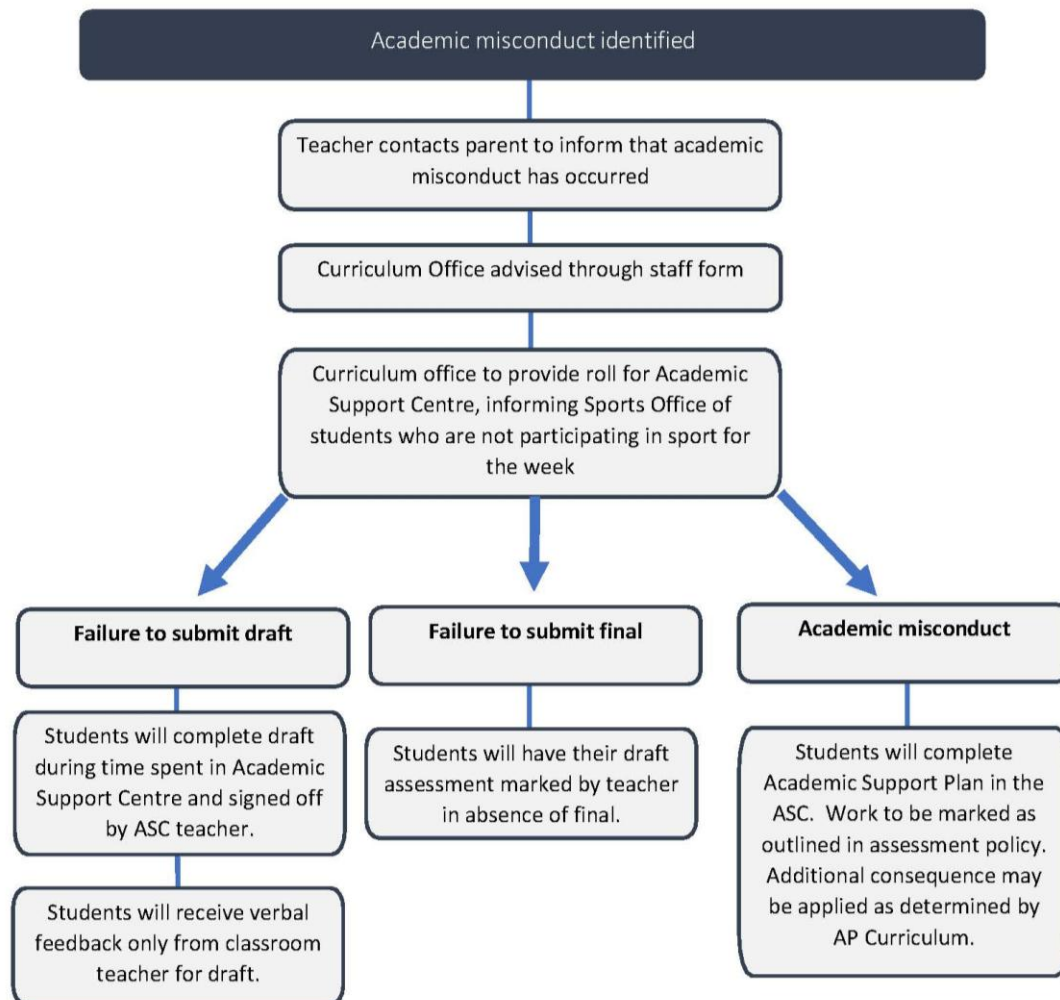 Academic misconduct identified
Teacher contacts parent to inform that academic
misconduct has occurred
Curriculum Office advised through staff form
Curriculum office to provide roll for Academic
Support Centre, informing Sports Office of
students who are not participating in sport for
the week
Failure to submit draft
Students will complete draft
during time spent in Academic
Support Centre and signed off
by ASC teacher.
Students will receive verbal
feedback only from classroom
teacher for draft.
Failure to submit final
Students will have their draft
assessment marked by teacher
in absence of final.
Academic misconduct
Students will complete
Academic Support Plan in the
ASC.  Work to be marked as
outlined in assessment policy.
Additional consequence may
be applied as determined by
AP Curriculum.